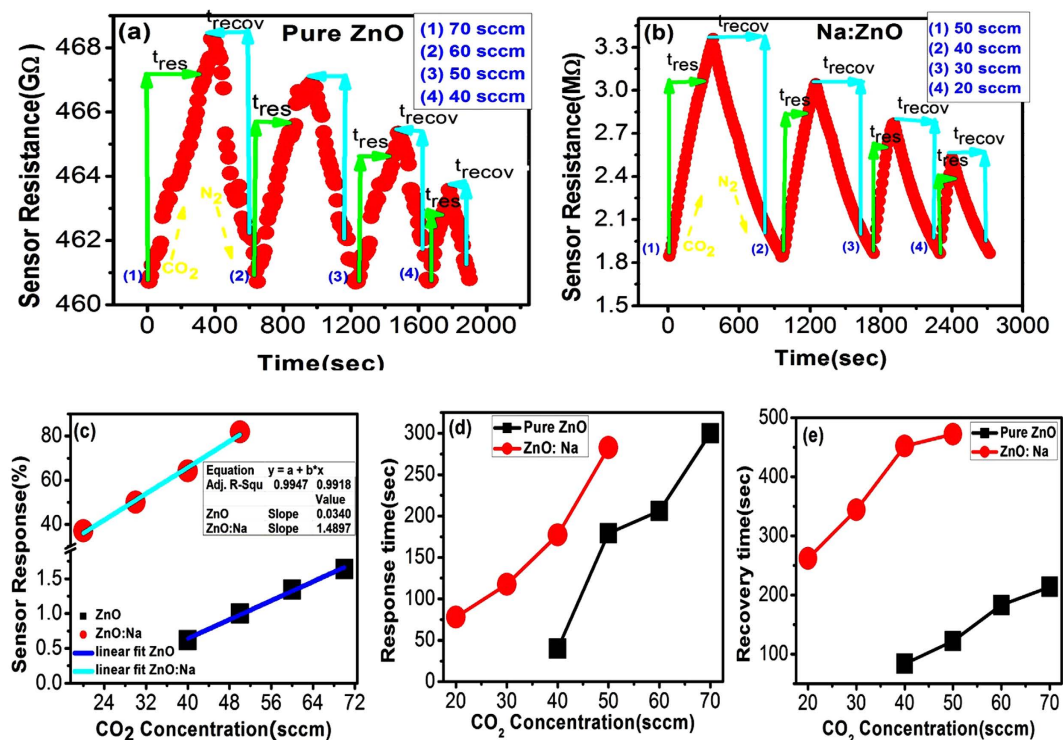 (a)
Pure ZnO
(1) 70 sccm
(2) 60 sccm
(3) 50 sccm
(4) 40 sccm
t_recov
t_res
t_res
t_recov
t_res
t_recov
t_res
t_recov
CO2
N2
(1)
(2)
(3)
(4)
Sensor Resistance(GΩ)
468
466
464
462
460
0 400 800 1200 1600 2000
Time(sec)
(b)
Na:ZnO
(1) 50 sccm
(2) 40 sccm
(3) 30 sccm
(4) 20 sccm
t_recov
t_res
t_recov
t_res
t_recov
t_res
t_recov
t_res
CO2
N2
(1)
(2)
(3)
(4)
Sensor Resistance(MΩ)
3.3
3.0
2.7
2.4
2.1
1.8
1.5
0 600 1200 1800 2400 3000
Time(sec)
(c)
Equation y = a + b*x
Adj. R-Squ 0.9947 0.9918
Value
ZnO Slope 0.0340
ZnO:Na Slope 1.4897
ZnO
ZnO:Na
linear fit ZnO
linear fit ZnO:Na
Sensor Response(%)
80
60
40
1.5
1.0
0.5
0.0
24 32 40 48 56 64 72
CO2 Concentration(sccm)
(d)
Pure ZnO
ZnO: Na
Response time(sec)
300
250
200
150
100
50
0
20 30 40 50 60 70
CO2 Concentration(sccm)
(e)
Pure ZnO
ZnO: Na
Recovery time(sec)
500
400
300
200
100
20 30 40 50 60 70
CO2 Concentration(sccm)